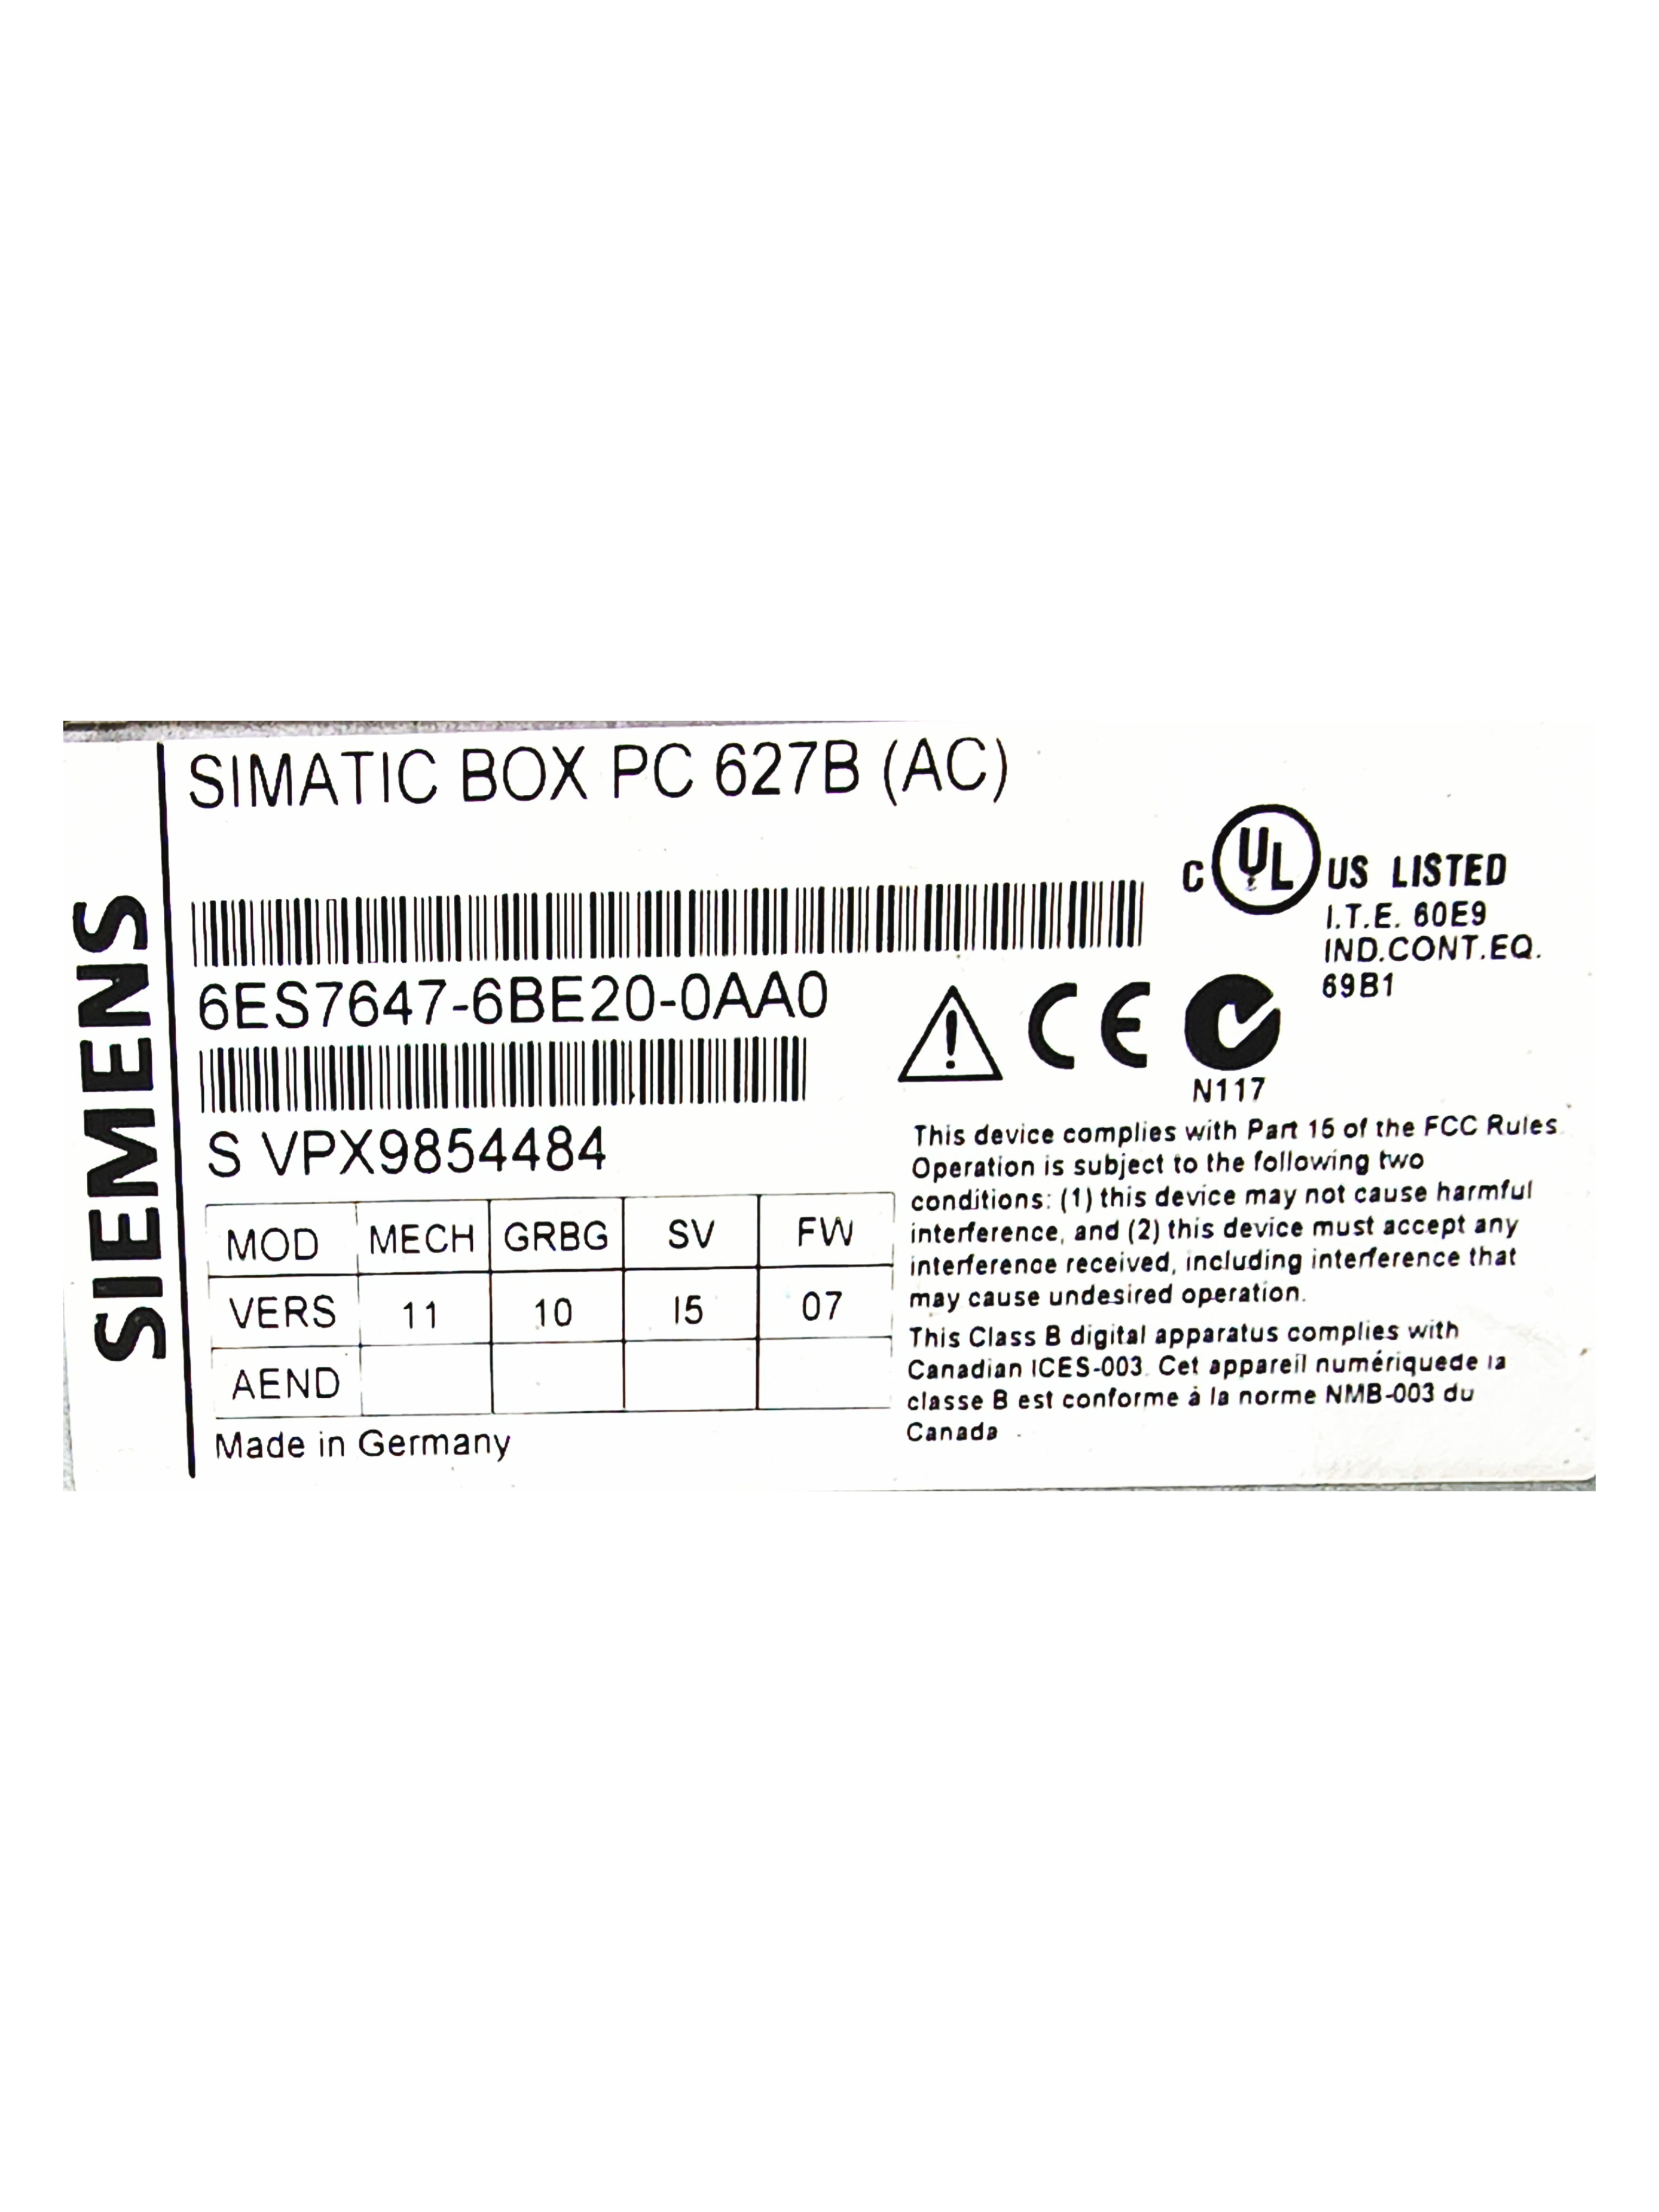 SIEMENS
SIMATIC BOX PC 627B (AC)
6ES7647-6BE20-0AA0
S VPX9854484
MOD MECH GRBG SV FW
VERS 11 10 I5 07
AEND
Made in Germany
C UL US LISTED
I.T.E. 60E9
IND.CONT.EQ.
69B1
CE
N117
This device complies with Part 15 of the FCC Rules.
Operation is subject to the following two
conditions: (1) this device may not cause harmful
interference, and (2) this device must accept any
interference received, including interference that
may cause undesired operation.
This Class B digital apparatus complies with
Canadian ICES-003. Cet appareil numériquede la
classe B est conforme à la norme NMB-003 du
Canada